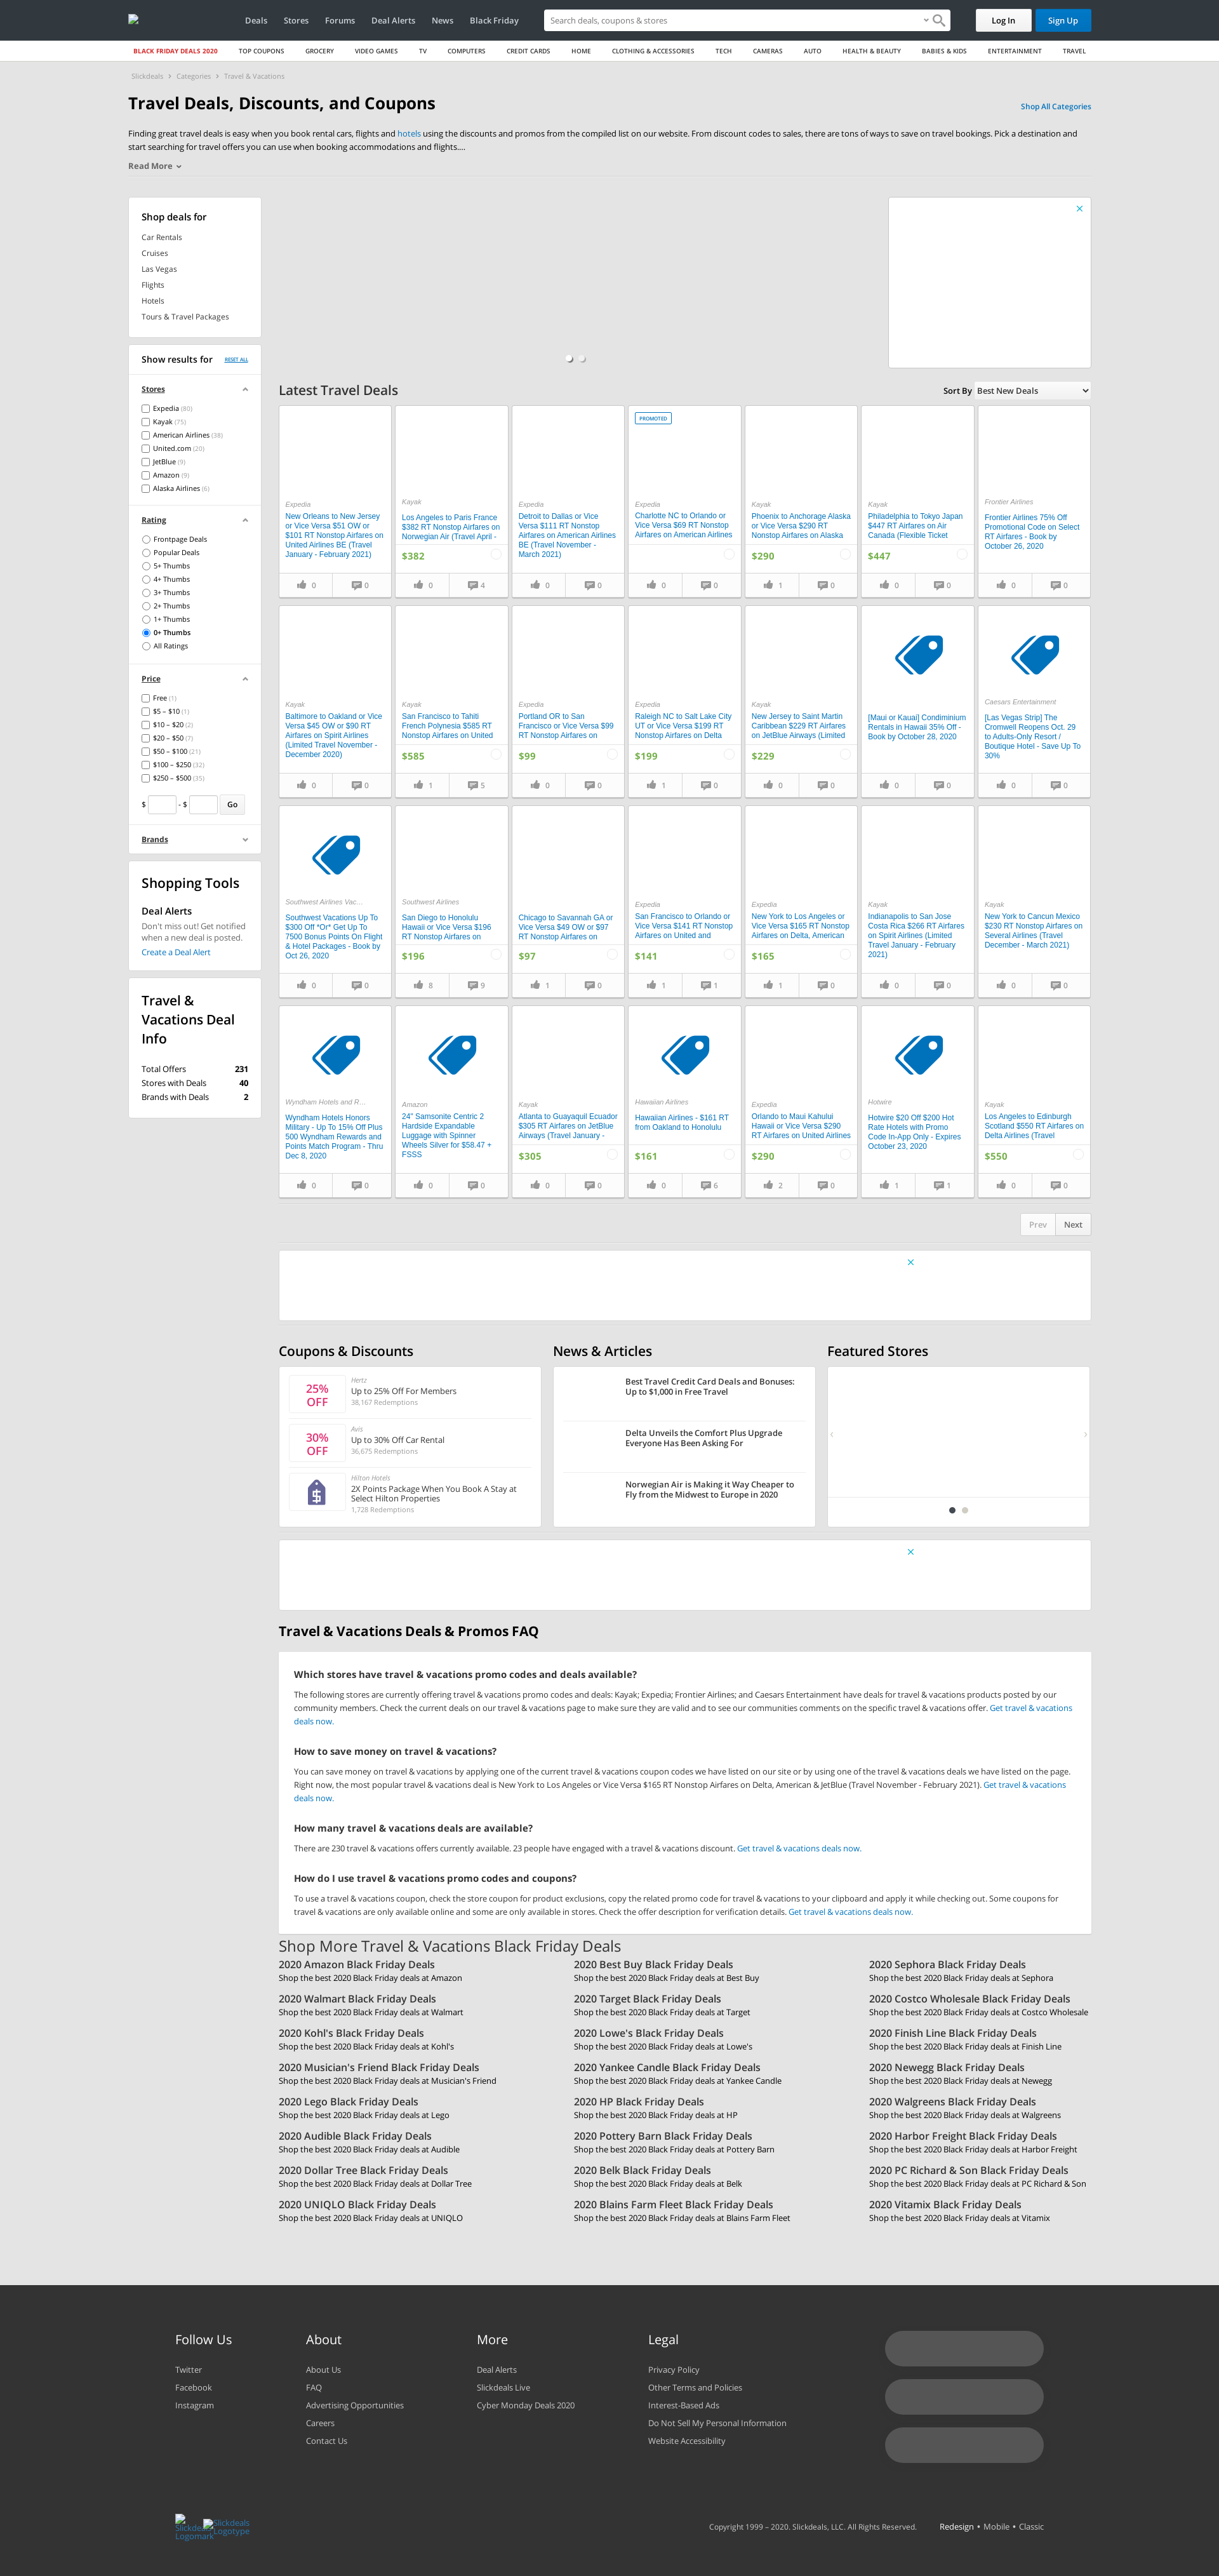 Deals Stores Forums Deal Alerts News Black Friday
Search deals, coupons & stores
Log In Sign Up
BLACK FRIDAY DEALS 2020 TOP COUPONS GROCERY VIDEO GAMES TV COMPUTERS CREDIT CARDS HOME CLOTHING & ACCESSORIES TECH CAMERAS AUTO HEALTH & BEAUTY BABIES & KIDS ENTERTAINMENT TRAVEL
Slickdeals > Categories > Travel & Vacations
Travel Deals, Discounts, and Coupons
Shop All Categories
Finding great travel deals is easy when you book rental cars, flights and hotels using the discounts and promos from the compiled list on our website. From discount codes to sales, there are tons of ways to save on travel bookings. Pick a destination and
start searching for travel offers you can use when booking accommodations and flights....
Read More
Shop deals for
Car Rentals
Cruises
Las Vegas
Flights
Hotels
Tours & Travel Packages
Show results for RESET ALL
Stores
Expedia (80)
Kayak (75)
American Airlines (38)
United.com (20)
JetBlue (9)
Amazon (9)
Alaska Airlines (6)
Rating
Frontpage Deals
Popular Deals
5+ Thumbs
4+ Thumbs
3+ Thumbs
2+ Thumbs
1+ Thumbs
0+ Thumbs
All Ratings
Price
Free (1)
$5 – $10 (1)
$10 – $20 (2)
$20 – $50 (7)
$50 – $100 (21)
$100 – $250 (32)
$250 – $500 (35)
$ - $ Go
Brands
Shopping Tools
Deal Alerts
Don't miss out! Get notified
when a new deal is posted.
Create a Deal Alert
Travel &
Vacations Deal
Info
Total Offers 231
Stores with Deals 40
Brands with Deals 2
Latest Travel Deals
Sort By Best New Deals
Expedia
New Orleans to New Jersey
or Vice Versa $51 OW or
$101 RT Nonstop Airfares on
United Airlines BE (Travel
January - February 2021)
0 0
Kayak
Los Angeles to Paris France
$382 RT Nonstop Airfares on
Norwegian Air (Travel April -
$382
0 4
Expedia
Detroit to Dallas or Vice
Versa $111 RT Nonstop
Airfares on American Airlines
BE (Travel November -
March 2021)
0 0
PROMOTED
Expedia
Charlotte NC to Orlando or
Vice Versa $69 RT Nonstop
Airfares on American Airlines
0 0
Kayak
Phoenix to Anchorage Alaska
or Vice Versa $290 RT
Nonstop Airfares on Alaska
$290
1 0
Kayak
Philadelphia to Tokyo Japan
$447 RT Airfares on Air
Canada (Flexible Ticket
$447
0 0
Frontier Airlines
Frontier Airlines 75% Off
Promotional Code on Select
RT Airfares - Book by
October 26, 2020
0 0
Kayak
Baltimore to Oakland or Vice
Versa $45 OW or $90 RT
Airfares on Spirit Airlines
(Limited Travel November -
December 2020)
0 0
Kayak
San Francisco to Tahiti
French Polynesia $585 RT
Nonstop Airfares on United
$585
1 5
Expedia
Portland OR to San
Francisco or Vice Versa $99
RT Nonstop Airfares on
$99
0 0
Expedia
Raleigh NC to Salt Lake City
UT or Vice Versa $199 RT
Nonstop Airfares on Delta
$199
1 0
Kayak
New Jersey to Saint Martin
Caribbean $229 RT Airfares
on JetBlue Airways (Limited
$229
0 0
[Maui or Kauai] Condiminium
Rentals in Hawaii 35% Off -
Book by October 28, 2020
0 0
Caesars Entertainment
[Las Vegas Strip] The
Cromwell Reopens Oct. 29
to Adults-Only Resort /
Boutique Hotel - Save Up To
30%
0 0
Southwest Airlines Vac...
Southwest Vacations Up To
$300 Off *Or* Get Up To
7500 Bonus Points On Flight
& Hotel Packages - Book by
Oct 26, 2020
0 0
Southwest Airlines
San Diego to Honolulu
Hawaii or Vice Versa $196
RT Nonstop Airfares on
$196
8 9
Chicago to Savannah GA or
Vice Versa $49 OW or $97
RT Nonstop Airfares on
$97
1 0
Expedia
San Francisco to Orlando or
Vice Versa $141 RT Nonstop
Airfares on United and
$141
1 1
Expedia
New York to Los Angeles or
Vice Versa $165 RT Nonstop
Airfares on Delta, American
$165
1 0
Kayak
Indianapolis to San Jose
Costa Rica $266 RT Airfares
on Spirit Airlines (Limited
Travel January - February
2021)
0 0
Kayak
New York to Cancun Mexico
$230 RT Nonstop Airfares on
Several Airlines (Travel
December - March 2021)
0 0
Wyndham Hotels and R...
Wyndham Hotels Honors
Military - Up To 15% Off Plus
500 Wyndham Rewards and
Points Match Program - Thru
Dec 8, 2020
0 0
Amazon
24" Samsonite Centric 2
Hardside Expandable
Luggage with Spinner
Wheels Silver for $58.47 +
FSSS
0 0
Kayak
Atlanta to Guayaquil Ecuador
$305 RT Airfares on JetBlue
Airways (Travel January -
$305
0 0
Hawaiian Airlines
Hawaiian Airlines - $161 RT
from Oakland to Honolulu
$161
0 6
Expedia
Orlando to Maui Kahului
Hawaii or Vice Versa $290
RT Airfares on United Airlines
$290
2 0
Hotwire
Hotwire $20 Off $200 Hot
Rate Hotels with Promo
Code In-App Only - Expires
October 23, 2020
1 1
Kayak
Los Angeles to Edinburgh
Scotland $550 RT Airfares on
Delta Airlines (Travel
$550
0 0
Prev Next
Coupons & Discounts
25%
OFF
Hertz
Up to 25% Off For Members
38,167 Redemptions
30%
OFF
Avis
Up to 30% Off Car Rental
36,675 Redemptions
Hilton Hotels
2X Points Package When You Book A Stay at
Select Hilton Properties
1,728 Redemptions
News & Articles
Best Travel Credit Card Deals and Bonuses:
Up to $1,000 in Free Travel
Delta Unveils the Comfort Plus Upgrade
Everyone Has Been Asking For
Norwegian Air is Making it Way Cheaper to
Fly from the Midwest to Europe in 2020
Featured Stores
Travel & Vacations Deals & Promos FAQ
Which stores have travel & vacations promo codes and deals available?
The following stores are currently offering travel & vacations promo codes and deals: Kayak; Expedia; Frontier Airlines; and Caesars Entertainment have deals for travel & vacations products posted by our
community members. Check the current deals on our travel & vacations page to make sure they are valid and to see our communities comments on the specific travel & vacations offer. Get travel & vacations
deals now.
How to save money on travel & vacations?
You can save money on travel & vacations by applying one of the current travel & vacations coupon codes we have listed on our site or by using one of the travel & vacations deals we have listed on the page.
Right now, the most popular travel & vacations deal is New York to Los Angeles or Vice Versa $165 RT Nonstop Airfares on Delta, American & JetBlue (Travel November - February 2021). Get travel & vacations
deals now.
How many travel & vacations deals are available?
There are 230 travel & vacations offers currently available. 23 people have engaged with a travel & vacations discount. Get travel & vacations deals now.
How do I use travel & vacations promo codes and coupons?
To use a travel & vacations coupon, check the store coupon for product exclusions, copy the related promo code for travel & vacations to your clipboard and apply it while checking out. Some coupons for
travel & vacations are only available online and some are only available in stores. Check the offer description for verification details. Get travel & vacations deals now.
Shop More Travel & Vacations Black Friday Deals
2020 Amazon Black Friday Deals
Shop the best 2020 Black Friday deals at Amazon
2020 Best Buy Black Friday Deals
Shop the best 2020 Black Friday deals at Best Buy
2020 Sephora Black Friday Deals
Shop the best 2020 Black Friday deals at Sephora
2020 Walmart Black Friday Deals
Shop the best 2020 Black Friday deals at Walmart
2020 Target Black Friday Deals
Shop the best 2020 Black Friday deals at Target
2020 Costco Wholesale Black Friday Deals
Shop the best 2020 Black Friday deals at Costco Wholesale
2020 Kohl's Black Friday Deals
Shop the best 2020 Black Friday deals at Kohl's
2020 Lowe's Black Friday Deals
Shop the best 2020 Black Friday deals at Lowe's
2020 Finish Line Black Friday Deals
Shop the best 2020 Black Friday deals at Finish Line
2020 Musician's Friend Black Friday Deals
Shop the best 2020 Black Friday deals at Musician's Friend
2020 Yankee Candle Black Friday Deals
Shop the best 2020 Black Friday deals at Yankee Candle
2020 Newegg Black Friday Deals
Shop the best 2020 Black Friday deals at Newegg
2020 Lego Black Friday Deals
Shop the best 2020 Black Friday deals at Lego
2020 HP Black Friday Deals
Shop the best 2020 Black Friday deals at HP
2020 Walgreens Black Friday Deals
Shop the best 2020 Black Friday deals at Walgreens
2020 Audible Black Friday Deals
Shop the best 2020 Black Friday deals at Audible
2020 Pottery Barn Black Friday Deals
Shop the best 2020 Black Friday deals at Pottery Barn
2020 Harbor Freight Black Friday Deals
Shop the best 2020 Black Friday deals at Harbor Freight
2020 Dollar Tree Black Friday Deals
Shop the best 2020 Black Friday deals at Dollar Tree
2020 Belk Black Friday Deals
Shop the best 2020 Black Friday deals at Belk
2020 PC Richard & Son Black Friday Deals
Shop the best 2020 Black Friday deals at PC Richard & Son
2020 UNIQLO Black Friday Deals
Shop the best 2020 Black Friday deals at UNIQLO
2020 Blains Farm Fleet Black Friday Deals
Shop the best 2020 Black Friday deals at Blains Farm Fleet
2020 Vitamix Black Friday Deals
Shop the best 2020 Black Friday deals at Vitamix
Follow Us
Twitter
Facebook
Instagram
About
About Us
FAQ
Advertising Opportunities
Careers
Contact Us
More
Deal Alerts
Slickdeals Live
Cyber Monday Deals 2020
Legal
Privacy Policy
Other Terms and Policies
Interest-Based Ads
Do Not Sell My Personal Information
Website Accessibility
Slickdeals
Logomark
Slickdeals
Logotype
Copyright 1999 – 2020. Slickdeals, LLC. All Rights Reserved. Redesign • Mobile • Classic